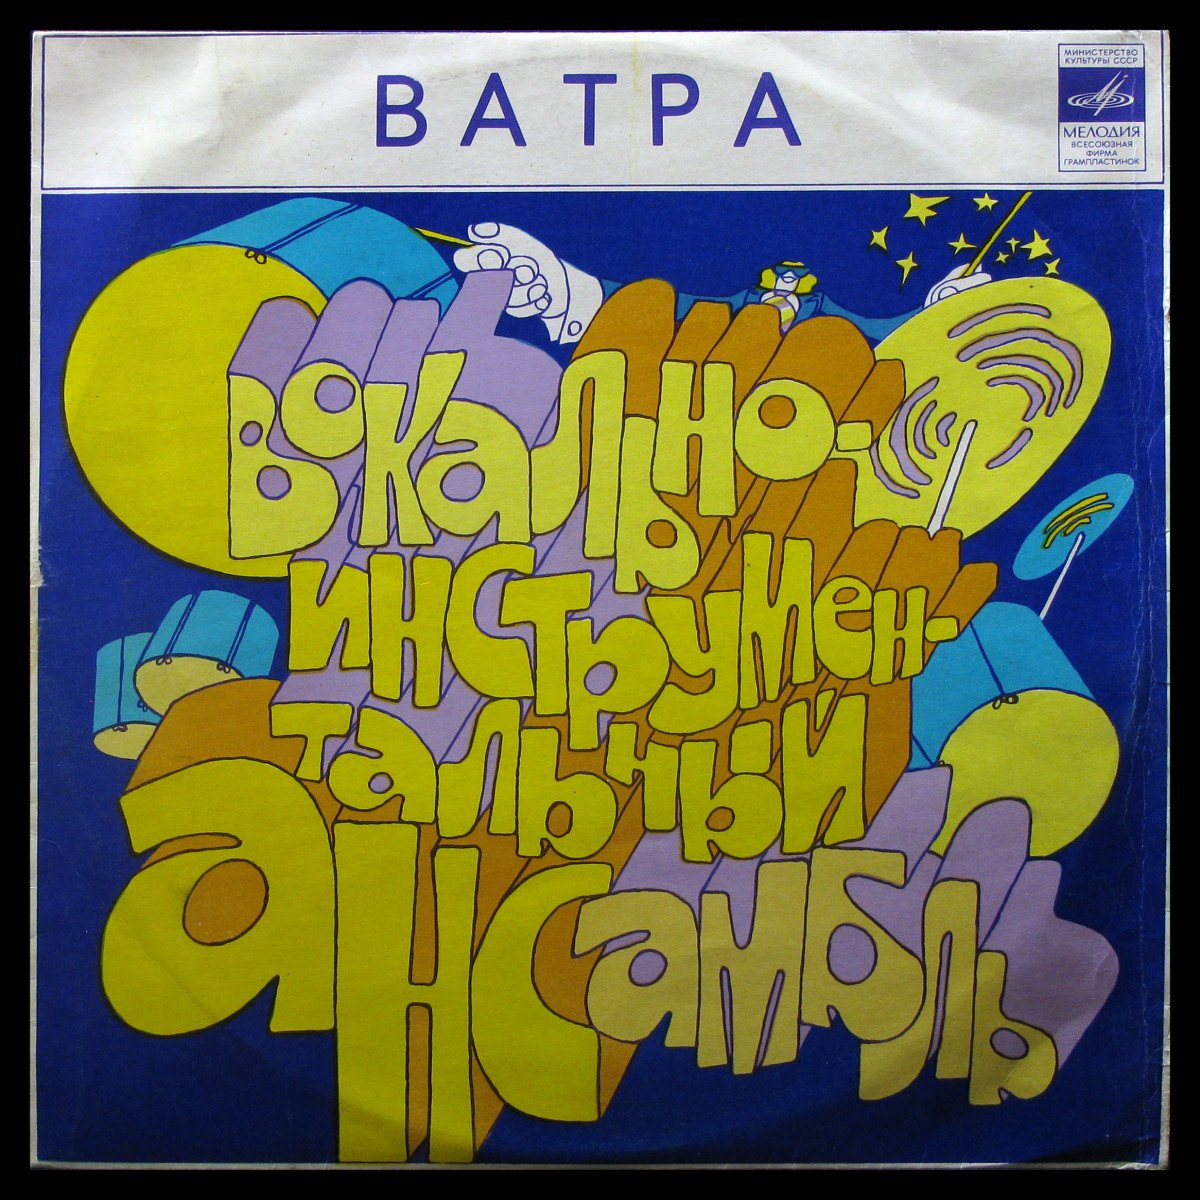 ВАТРА
МИНИСТЕРСТВО
КУЛЬТУРЫ СССР
МЕЛОДИЯ
ВСЕСОЮЗНАЯ
ФИРМА
ГРАМПЛАСТИНОК
ВОКАЛЬНО-
ИНСТРУМЕН-
ТАЛЬНЫЙ
АНСАМБЛЬ